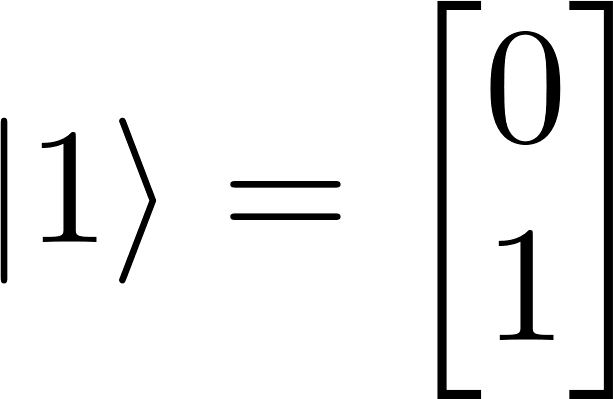 |1⟩ = [0
1]